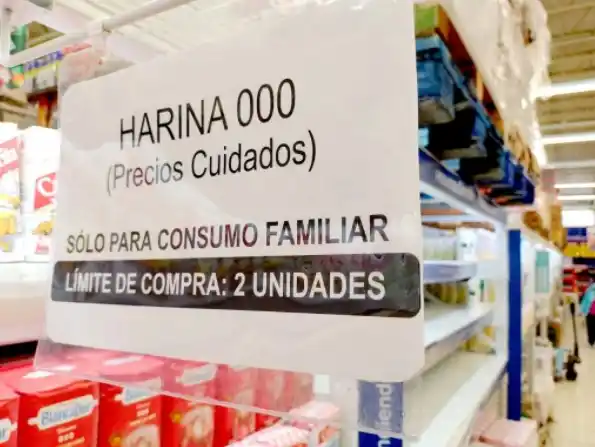 HARINA 000
(Precios Cuidados)
SÓLO PARA CONSUMO FAMILIAR
LÍMITE DE COMPRA: 2 UNIDADES